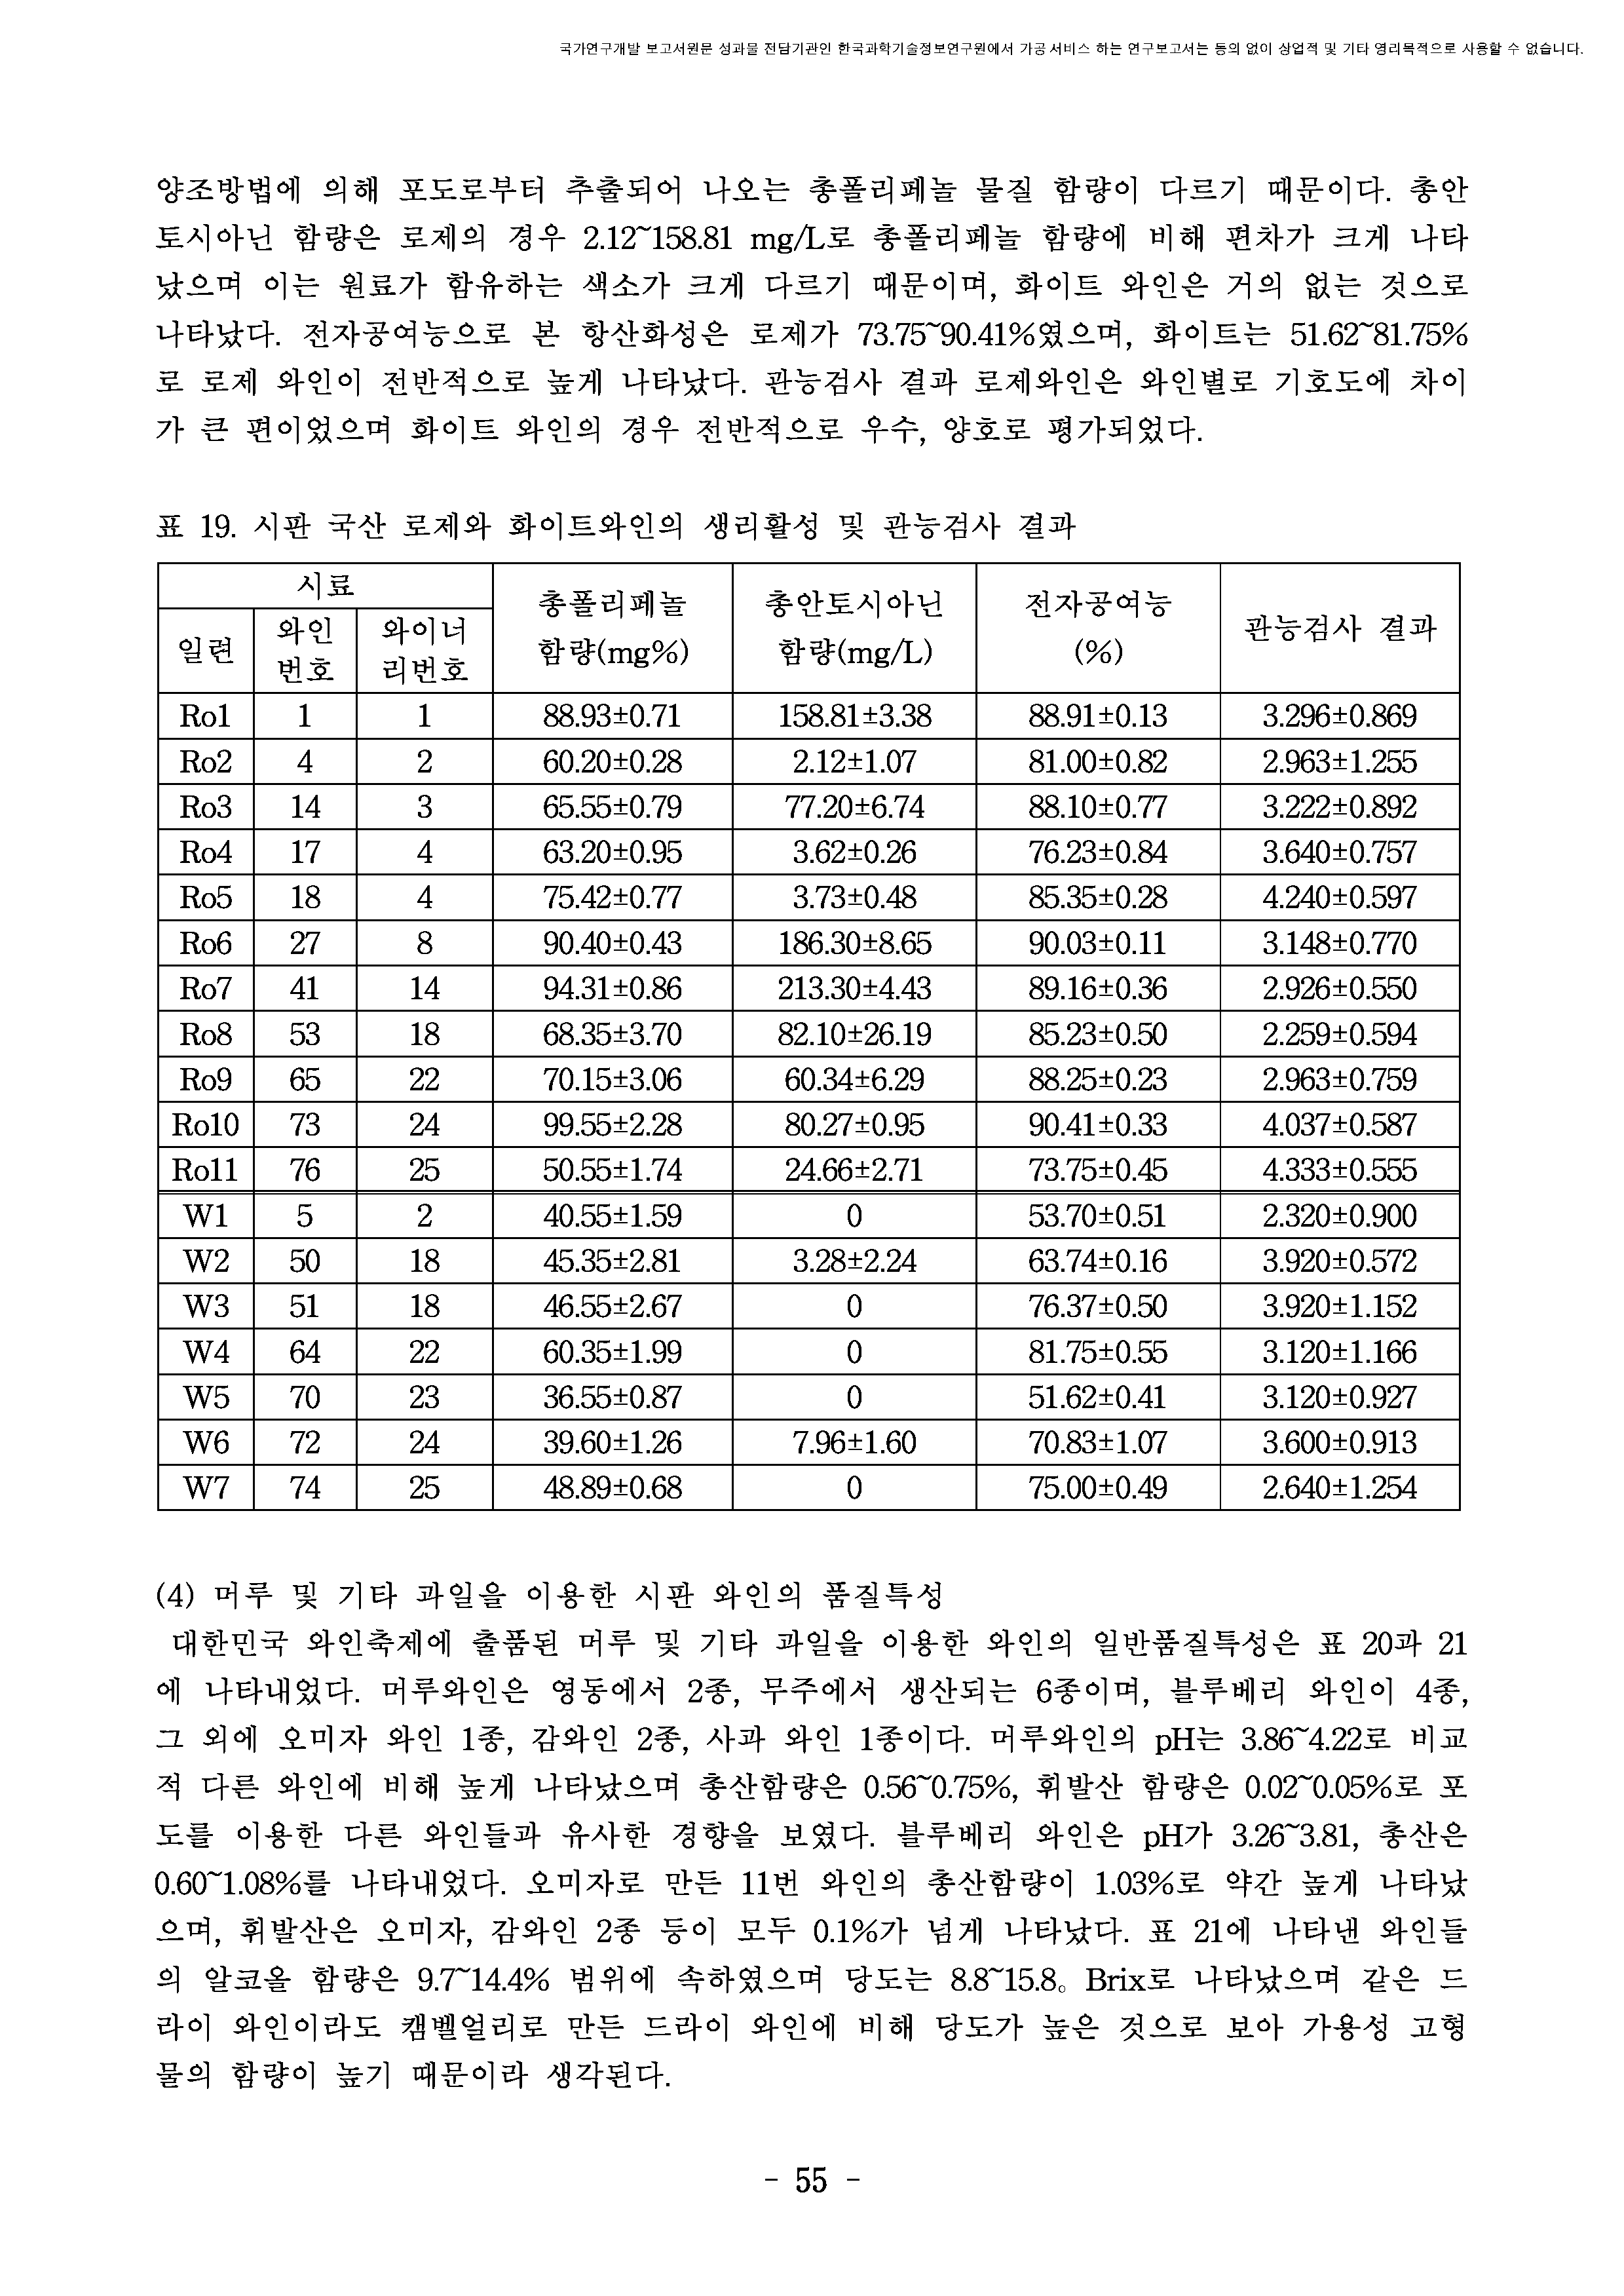 국가연구개발 보고서원문 성과물 전담기관인 한국과학기술정보연구원에서 가공·서비스 하는 연구보고서는 동의 없이 상업적 및 기타 영리목적으로 사용할 수 없습니다.
양조방법에 의해 포도로부터 추출되어 나오는 총폴리페놀 물질 함량이 다르기 때문이다. 총안
토시아닌 함량은 로제의 경우 2.12~158.81 mg/L로 총폴리페놀 함량에 비해 편차가 크게 나타
났으며 이는 원료가 함유하는 색소가 크게 다르기 때문이며, 화이트 와인은 거의 없는 것으로
나타났다. 전자공여능으로 본 항산화성은 로제가 73.75~90.41%였으며, 화이트는 51.62~81.75%
로 로제 와인이 전반적으로 높게 나타났다. 관능검사 결과 로제와인은 와인별로 기호도에 차이
가 큰 편이었으며 화이트 와인의 경우 전반적으로 우수, 양호로 평가되었다.
표 19. 시판 국산 로제와 화이트와인의 생리활성 및 관능검사 결과
시료 총폴리페놀 함량(mg%) 총안토시아닌 함량(mg/L) 전자공여능 (%) 관능검사 결과
일련 와인번호 와이너리번호
Ro1 1 1 88.93±0.71 158.81±3.38 88.91±0.13 3.296±0.869
Ro2 4 2 60.20±0.28 2.12±1.07 81.00±0.82 2.963±1.255
Ro3 14 3 65.55±0.79 77.20±6.74 88.10±0.77 3.222±0.892
Ro4 17 4 63.20±0.95 3.62±0.26 76.23±0.84 3.640±0.757
Ro5 18 4 75.42±0.77 3.73±0.48 85.35±0.28 4.240±0.597
Ro6 27 8 90.40±0.43 186.30±8.65 90.03±0.11 3.148±0.770
Ro7 41 14 94.31±0.86 213.30±4.43 89.16±0.36 2.926±0.550
Ro8 53 18 68.35±3.70 82.10±26.19 85.23±0.50 2.259±0.594
Ro9 65 22 70.15±3.06 60.34±6.29 88.25±0.23 2.963±0.759
Ro10 73 24 99.55±2.28 80.27±0.95 90.41±0.33 4.037±0.587
Ro11 76 25 50.55±1.74 24.66±2.71 73.75±0.45 4.333±0.555
W1 5 2 40.55±1.59 0 53.70±0.51 2.320±0.900
W2 50 18 45.35±2.81 3.28±2.24 63.74±0.16 3.920±0.572
W3 51 18 46.55±2.67 0 76.37±0.50 3.920±1.152
W4 64 22 60.35±1.99 0 81.75±0.55 3.120±1.166
W5 70 23 36.55±0.87 0 51.62±0.41 3.120±0.927
W6 72 24 39.60±1.26 7.96±1.60 70.83±1.07 3.600±0.913
W7 74 25 48.89±0.68 0 75.00±0.49 2.640±1.254
(4) 머루 및 기타 과일을 이용한 시판 와인의 품질특성
대한민국 와인축제에 출품된 머루 및 기타 과일을 이용한 와인의 일반품질특성은 표 20과 21
에 나타내었다. 머루와인은 영동에서 2종, 무주에서 생산되는 6종이며, 블루베리 와인이 4종,
그 외에 오미자 와인 1종, 감와인 2종, 사과 와인 1종이다. 머루와인의 pH는 3.86~4.22로 비교
적 다른 와인에 비해 높게 나타났으며 총산함량은 0.56~0.75%, 휘발산 함량은 0.02~0.05%로 포
도를 이용한 다른 와인들과 유사한 경향을 보였다. 블루베리 와인은 pH가 3.26~3.81, 총산은
0.60~1.08%를 나타내었다. 오미자로 만든 11번 와인의 총산함량이 1.03%로 약간 높게 나타났
으며, 휘발산은 오미자, 감와인 2종 등이 모두 0.1%가 넘게 나타났다. 표 21에 나타낸 와인들
의 알코올 함량은 9.7~14.4% 범위에 속하였으며 당도는 8.8~15.8。Brix로 나타났으며 같은 드
라이 와인이라도 캠벨얼리로 만든 드라이 와인에 비해 당도가 높은 것으로 보아 가용성 고형
물의 함량이 높기 때문이라 생각된다.
- 55 -